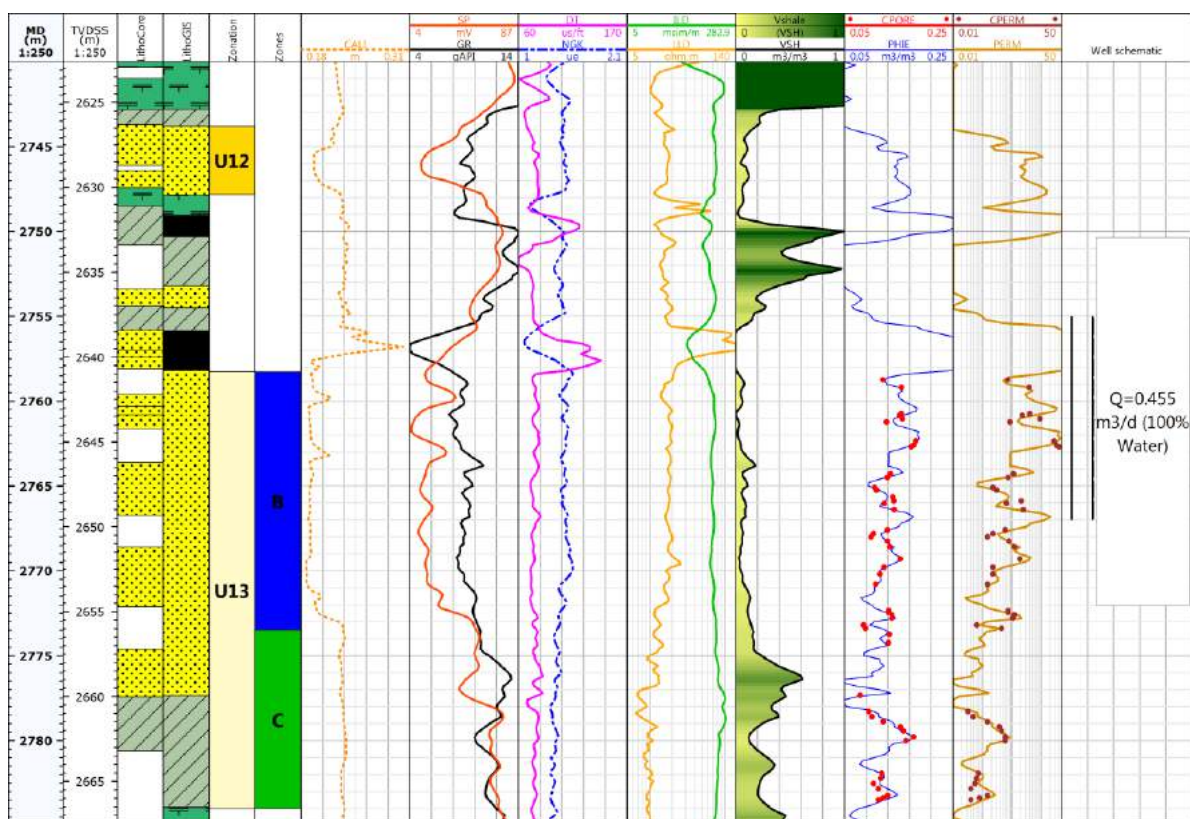 MD
(m)
1:250
TVDSS
(m)
1:250
LithoCore
LithoGIS
Zonation
Zones
CALI
0.18 m 0.31
SP
4 mV 87
GR
4 gAPI 14
DT
60 us/ft 170
NGK
1 ue 2.1
ILD
5 ohm.m 140
Vshale
0 (VSH) 1
VSH
0 m3/m3 1
CPORE
0.05 0.25
PHIE
0.05 m3/m3 0.25
CPERM
0.01 50
PERM
0.01 50
Well schematic
2625
2745
U12
2630
2750
2635
2755
2640
2760
2645
2765
B
2650
2770
U13
2655
2775
2660
C
2780
2665
Q=0.455
m3/d (100%
Water)